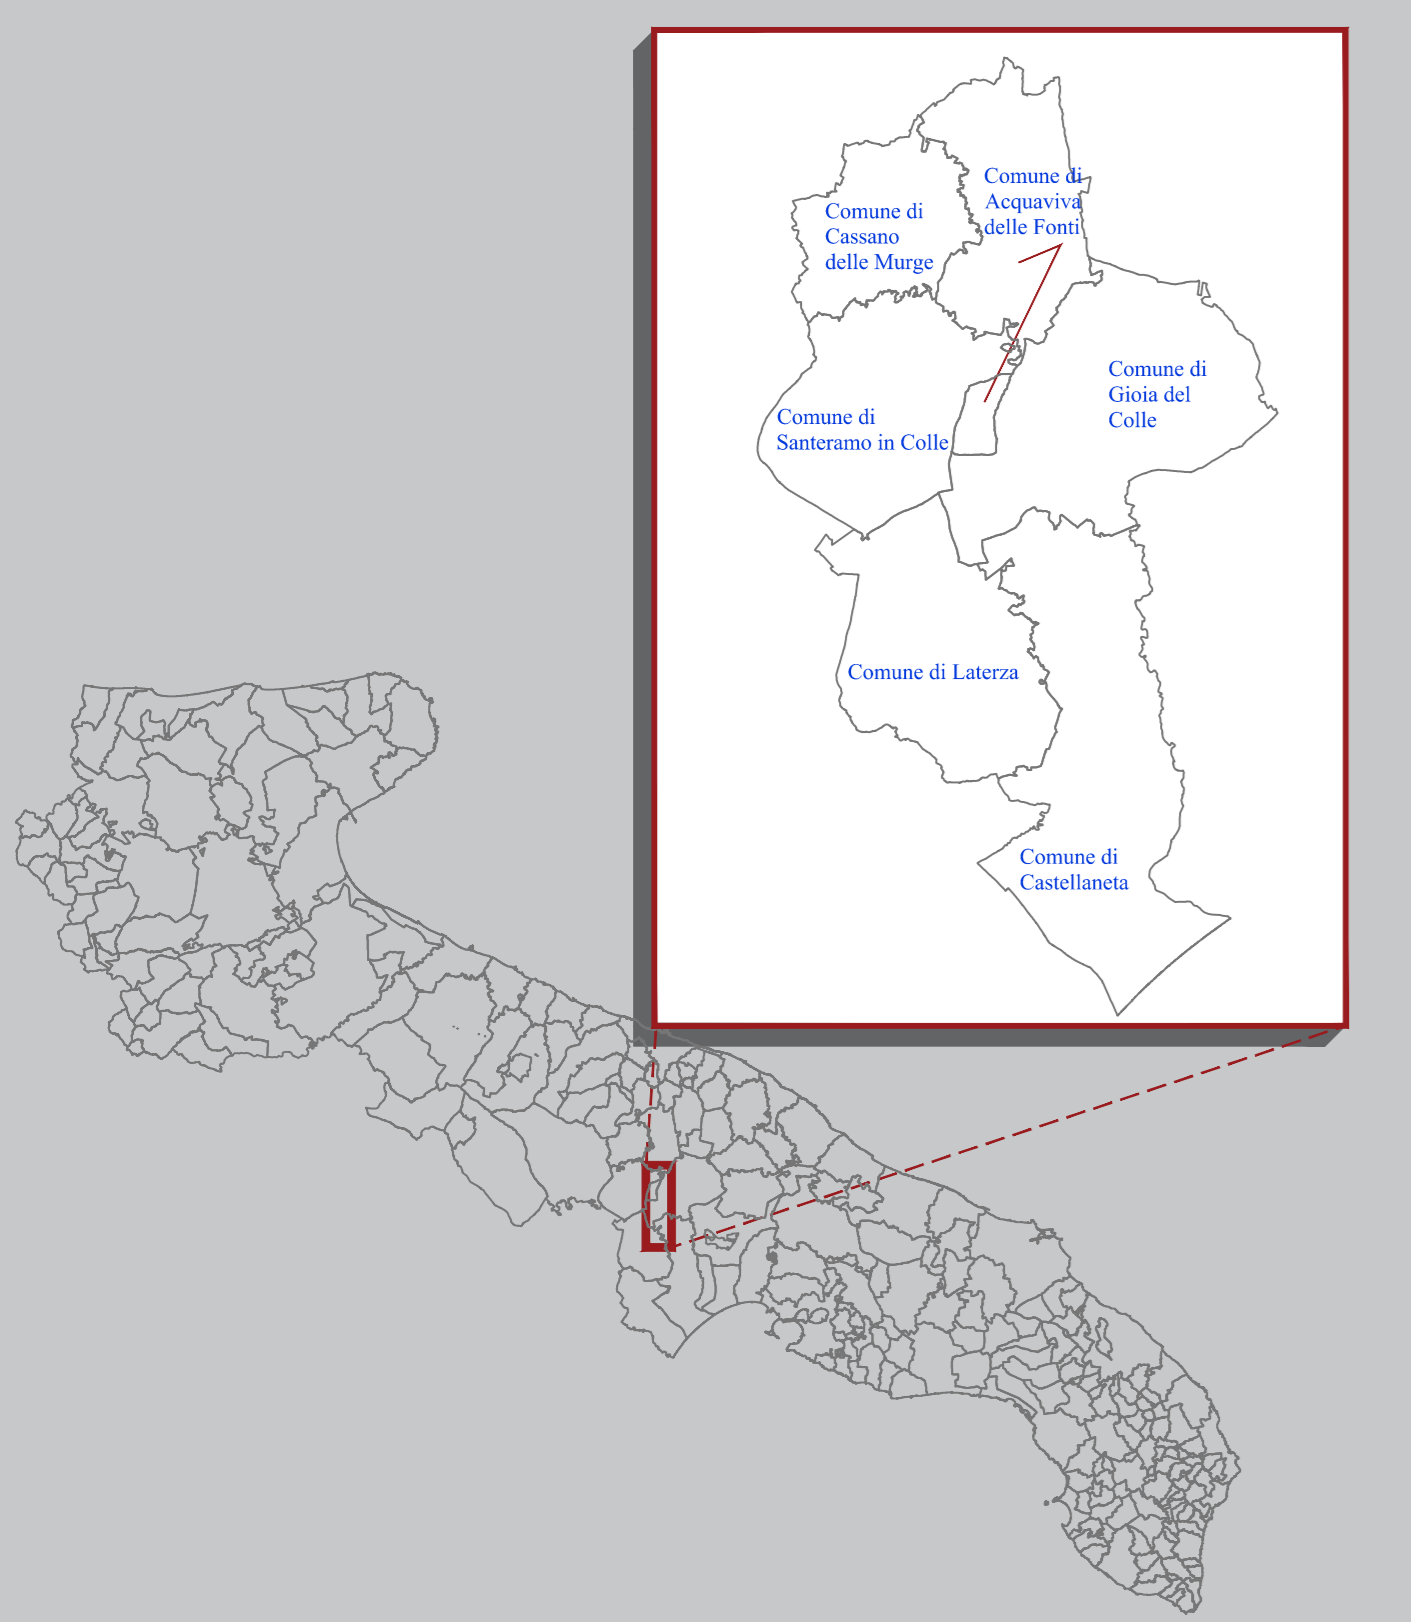 Comune di
Acquaviva
delle Fonti
Comune di
Cassano
delle Murge
Comune di
Gioia del
Colle
Comune di
Santeramo in Colle
Comune di Laterza
Comune di
Castellaneta